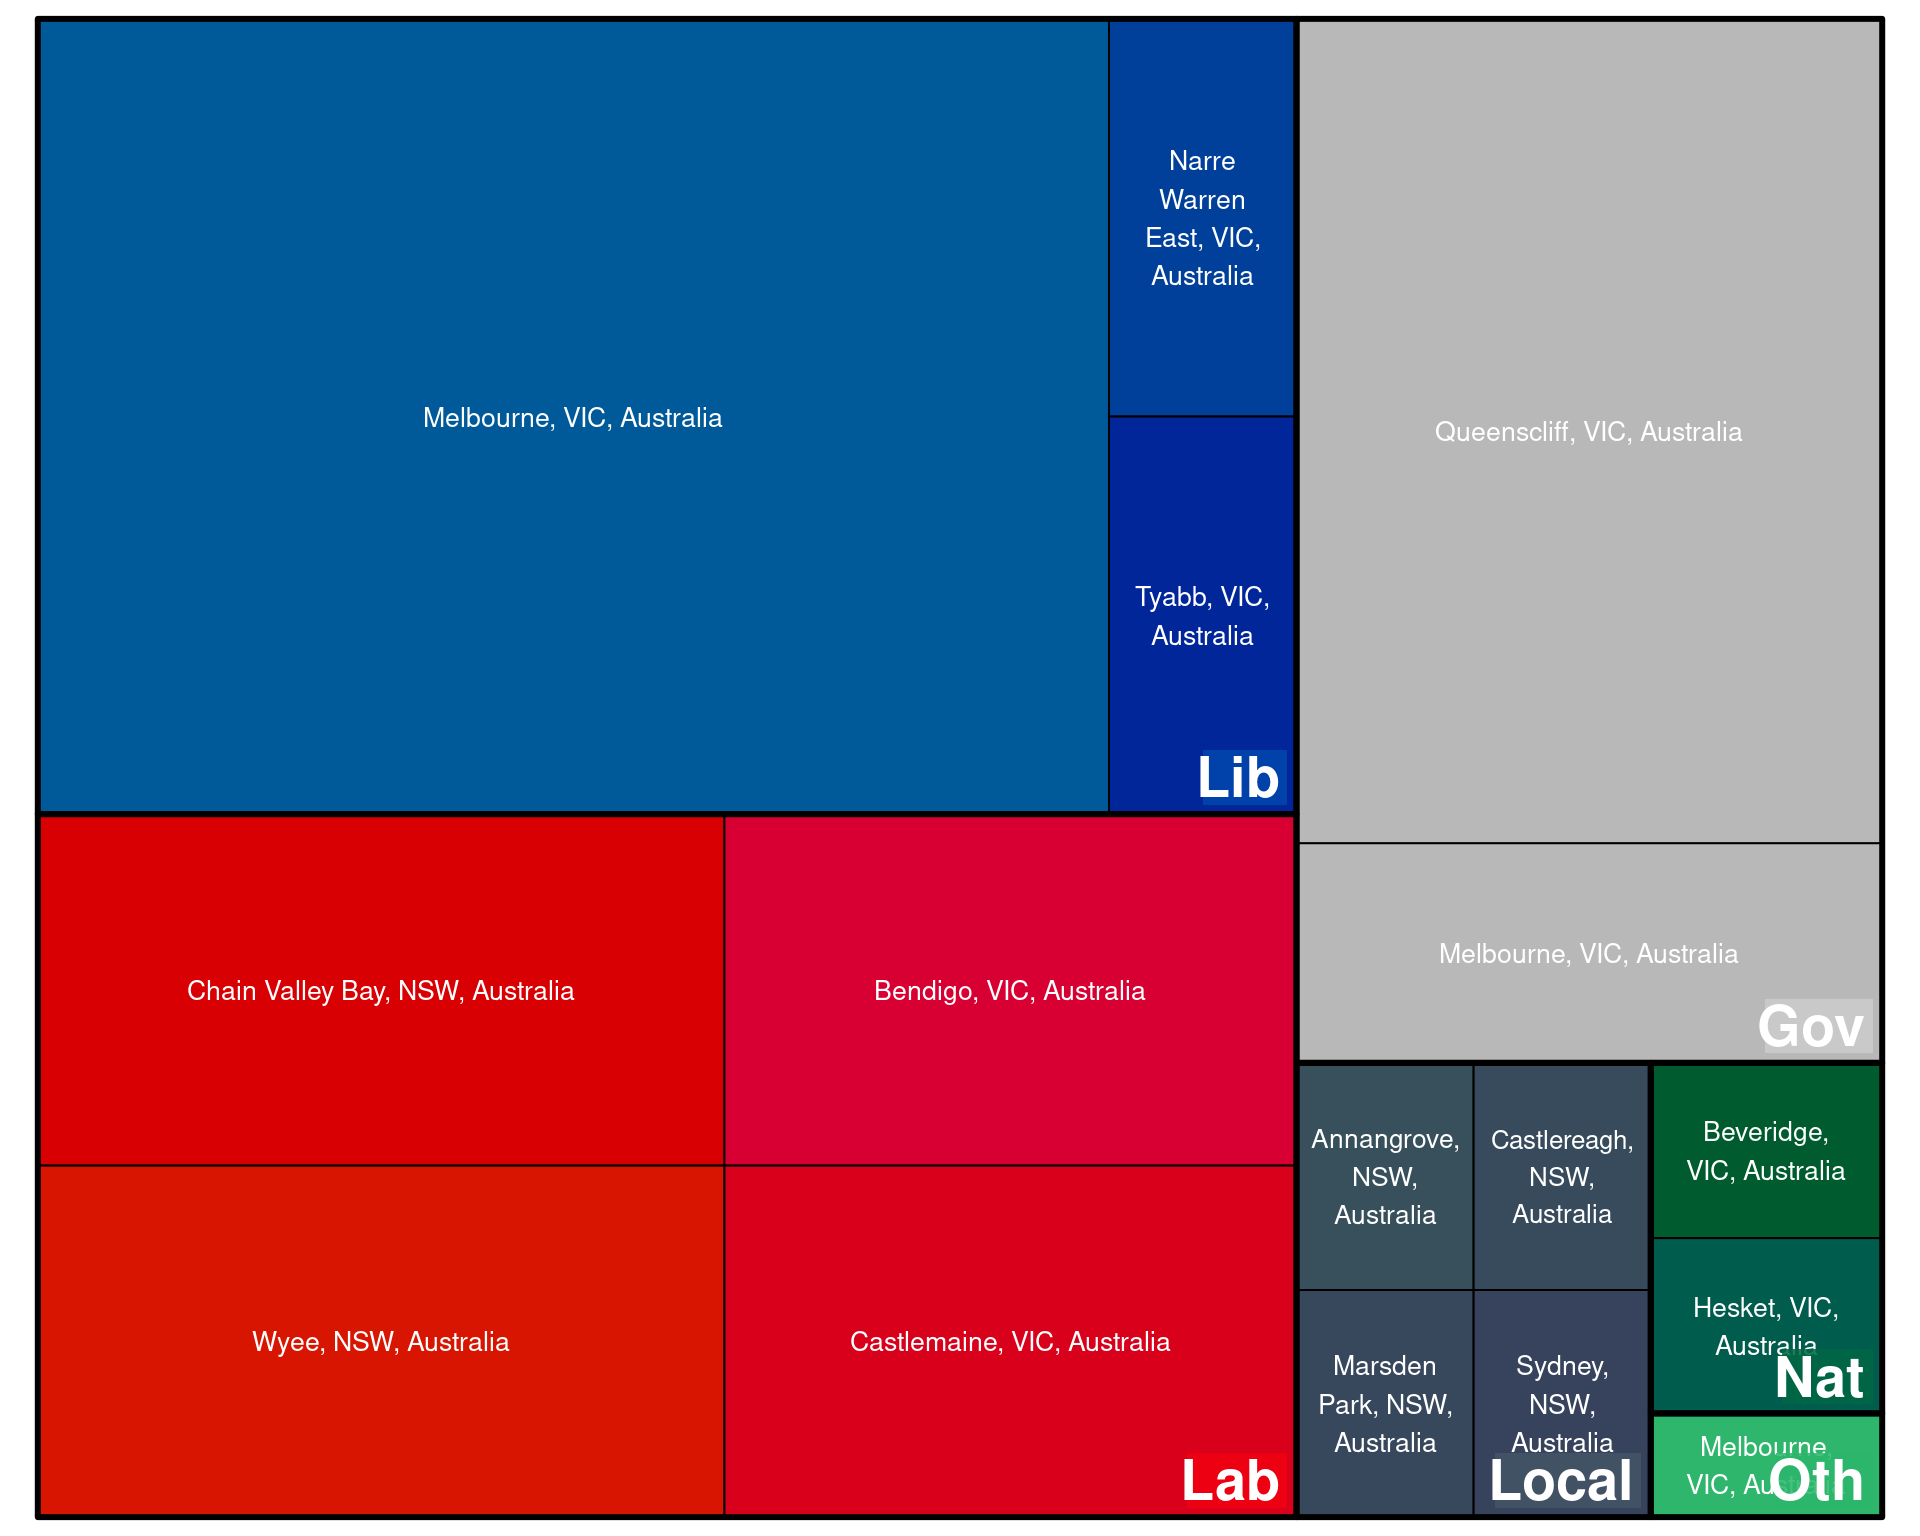 Melbourne, VIC, Australia
Narre
Warren
East, VIC,
Australia
Tyabb, VIC,
Australia
Lib
Queenscliff, VIC, Australia
Melbourne, VIC, Australia
Gov
Chain Valley Bay, NSW, Australia
Bendigo, VIC, Australia
Wyee, NSW, Australia
Castlemaine, VIC, Australia
Lab
Annangrove,
NSW,
Australia
Castlereagh,
NSW,
Australia
Marsden
Park, NSW,
Australia
Sydney,
NSW,
Australia
Local
Beveridge,
VIC, Australia
Hesket, VIC,
Australia
Nat
Melbourne,
VIC, Australia
Oth